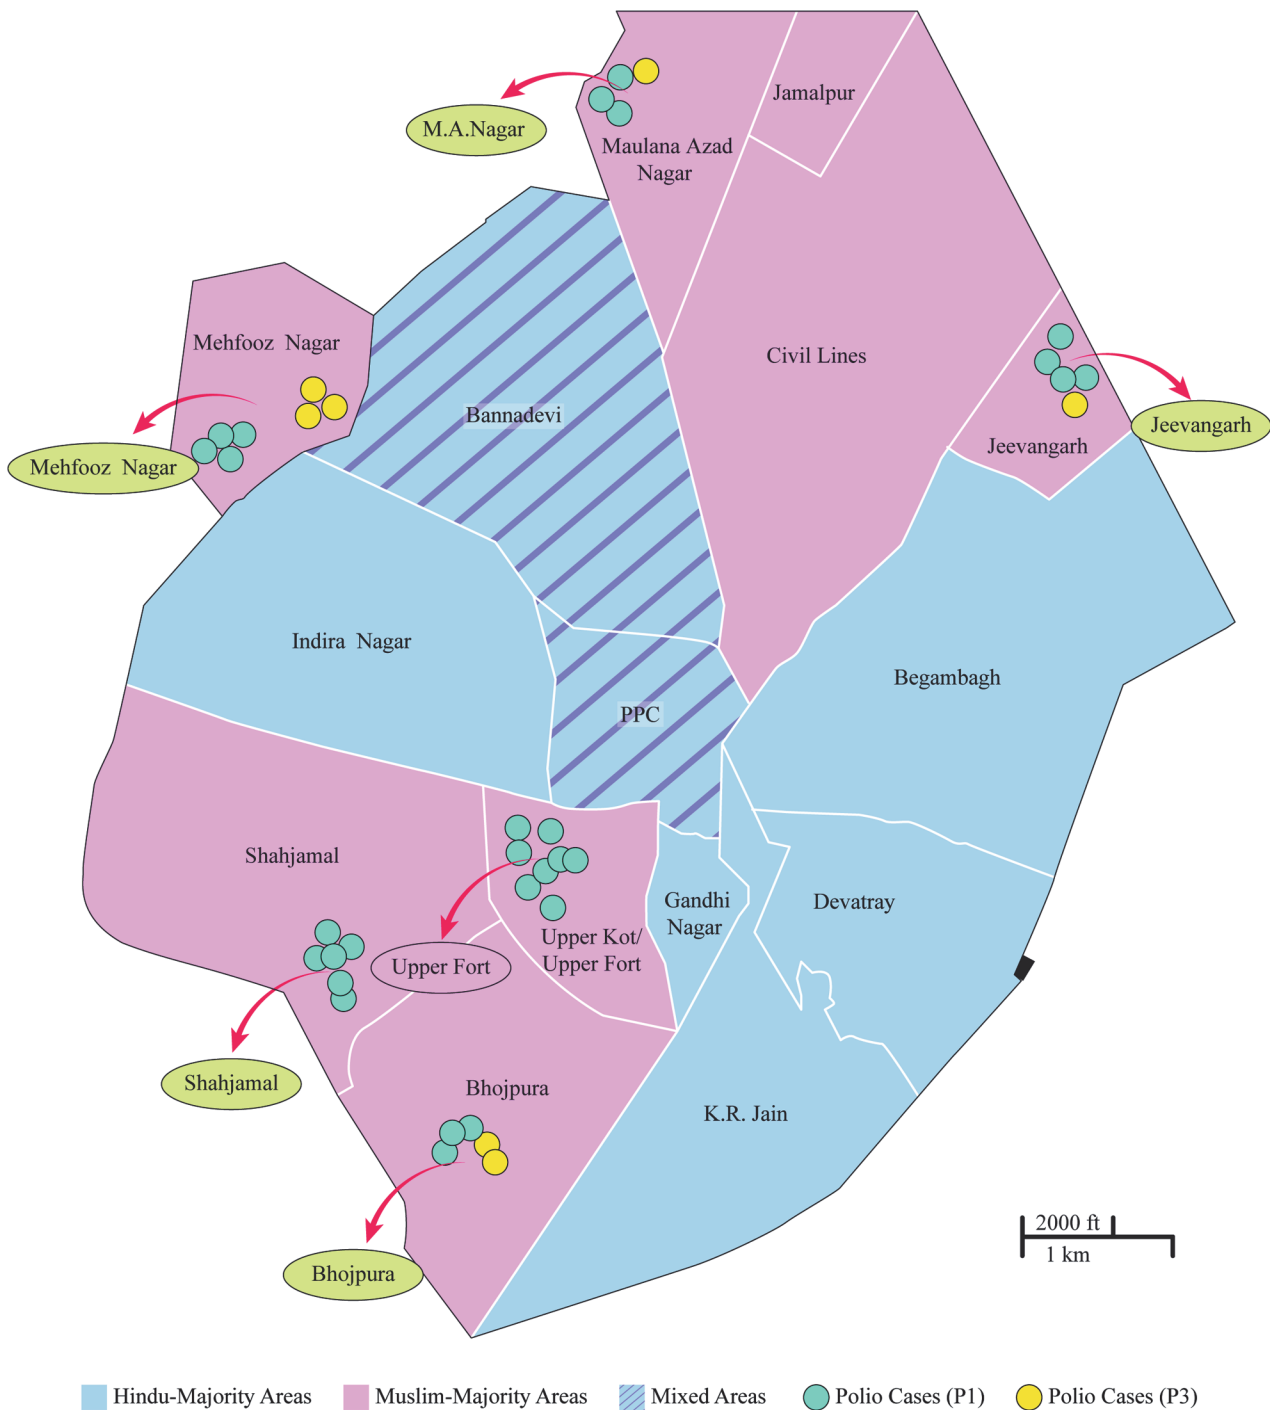 Jamalpur
M.A.Nagar
Maulana Azad
Nagar
Mehfooz Nagar
Civil Lines
Bannadevi
Jeevangarh
Jeevangarh
Mehfooz Nagar
Indira Nagar
Begambagh
PPC
Shahjamal
Gandhi
Nagar
Devatray
Upper Kot/
Upper Fort
Upper Fort
Shahjamal
Bhojpura
K.R. Jain
2000 ft
1 km
Bhojpura
Hindu-Majority Areas
Muslim-Majority Areas
Mixed Areas
Polio Cases (P1)
Polio Cases (P3)